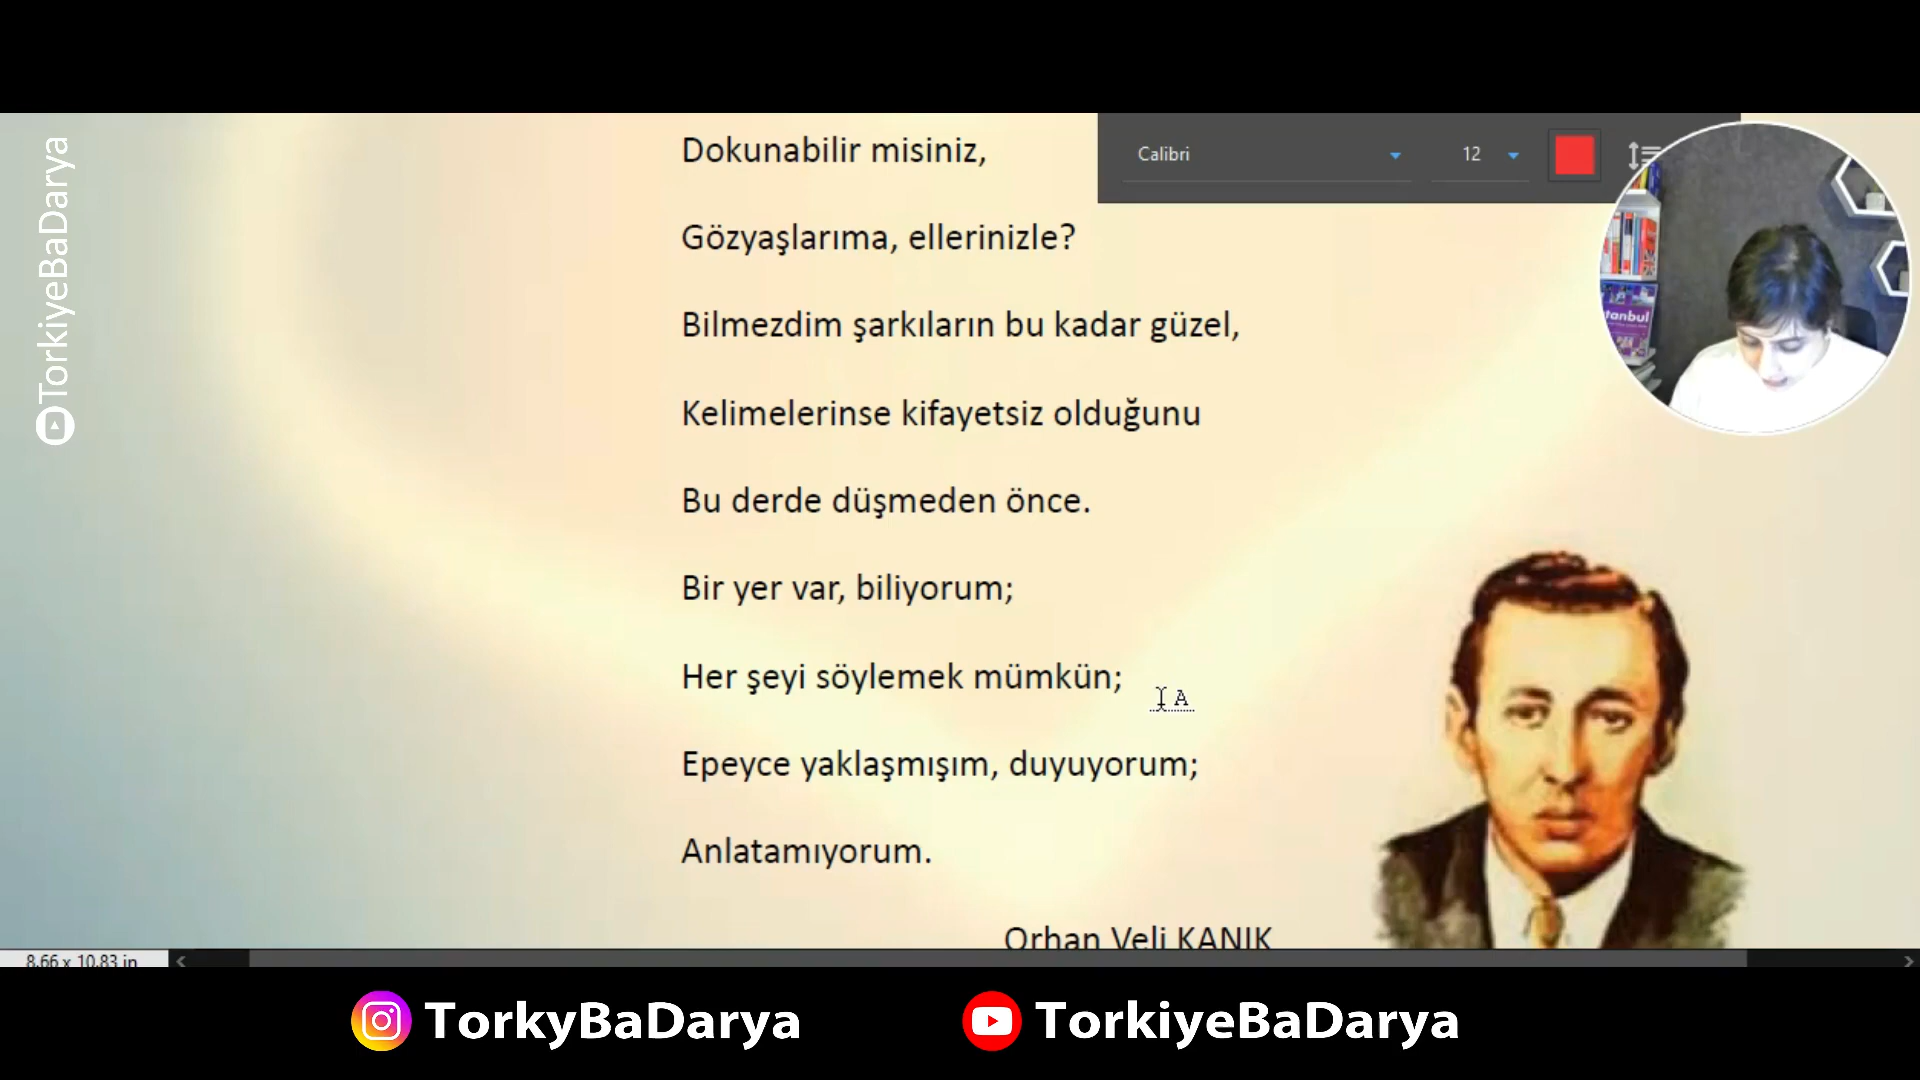 TorkiyeBaDarya
Dokunabilir misiniz,
Calibri
12
Gözyaşlarıma, ellerinizle?
tanbul
Bilmezdim şarkıların bu kadar güzel,
Kelimelerinse kifayetsiz olduğunu
Bu derde düşmeden önce.
Bir yer var, biliyorum;
Her şeyi söylemek mümkün;
A
Epeyce yaklaşmışım, duyuyorum;
Anlatamıyorum.
Orhan Veli KANIK
8.66 x 10.83 in
TorkyBaDarya
TorkiyeBaDarya